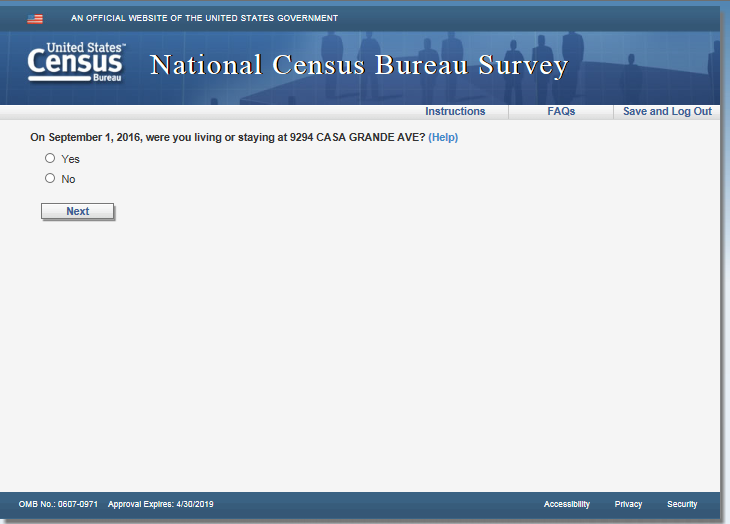 AN OFFICIAL WEBSITE OF THE UNITED STATES GOVERNMENT
United States™
Census
Bureau
National Census Bureau Survey
Instructions FAQs Save and Log Out
On September 1, 2016, were you living or staying at 9294 CASA GRANDE AVE? (Help)
Yes
No
Next
OMB No.: 0607-0971 Approval Expires: 4/30/2019 Accessibility Privacy Security